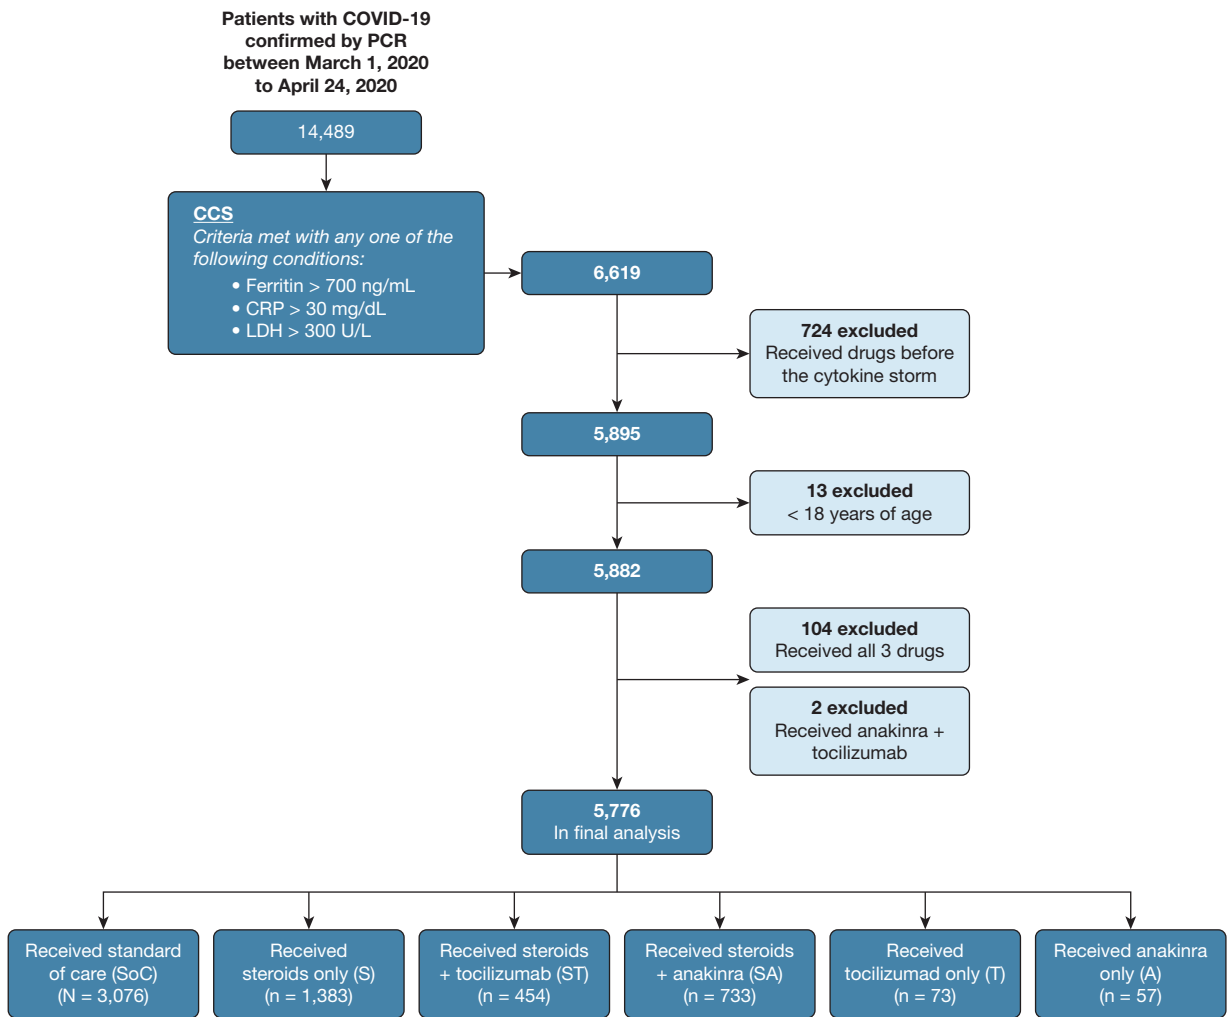 Patients with COVID-19
confirmed by PCR
between March 1, 2020
to April 24, 2020
14,489
CCS
Criteria met with any one of the
following conditions:
• Ferritin > 700 ng/mL
• CRP > 30 mg/dL
• LDH > 300 U/L
6,619
724 excluded
Received drugs before
the cytokine storm
5,895
13 excluded
< 18 years of age
5,882
104 excluded
Received all 3 drugs
2 excluded
Received anakinra +
tocilizumab
5,776
In final analysis
Received standard
of care (SoC)
(N = 3,076)
Received
steroids only (S)
(n = 1,383)
Received steroids
+ tocilizumab (ST)
(n = 454)
Received steroids
+ anakinra (SA)
(n = 733)
Received
tocilizumad only (T)
(n = 73)
Received anakinra
only (A)
(n = 57)